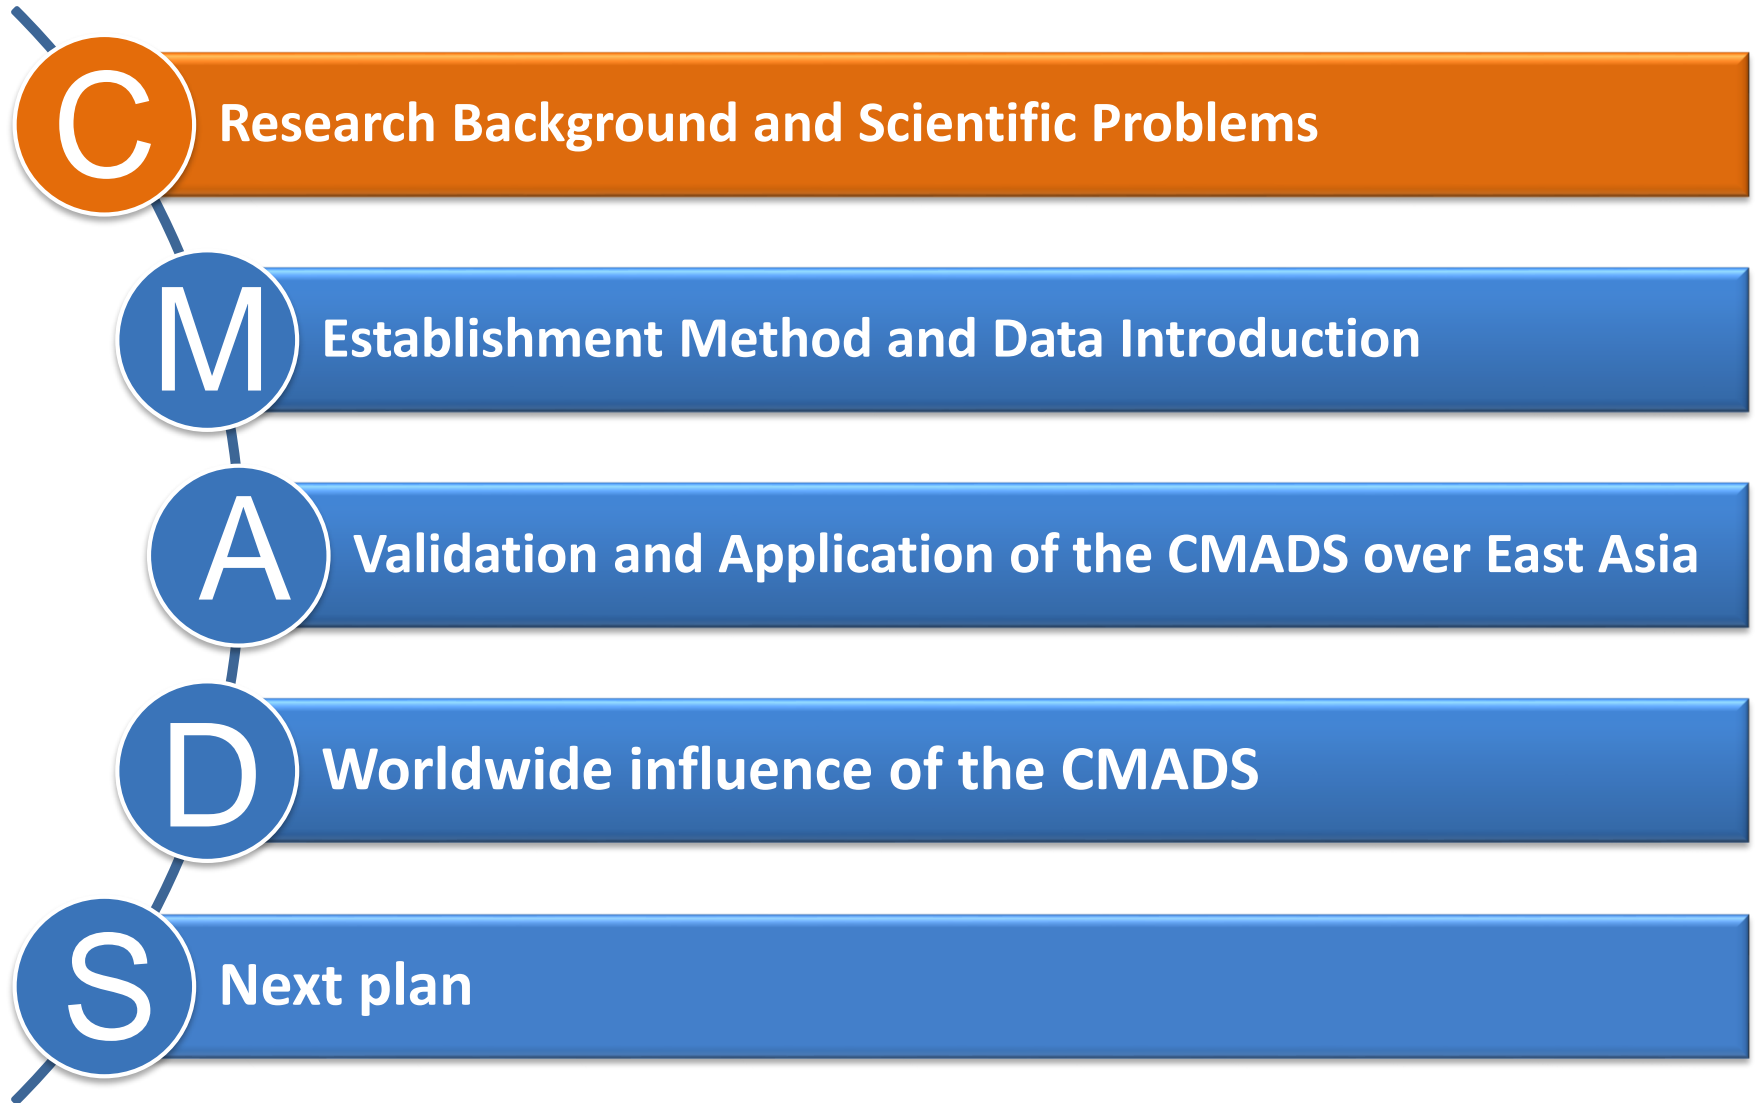 C
Research Background and Scientific Problems
M
Establishment Method and Data Introduction
A
Validation and Application of the CMADS over East Asia
D
Worldwide influence of the CMADS
S
Next plan